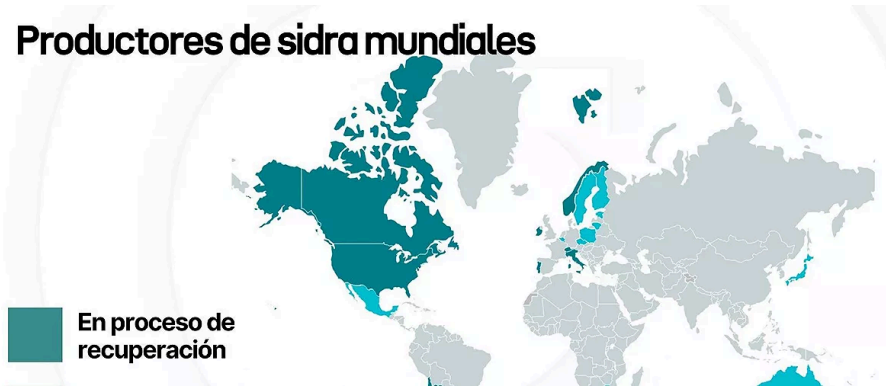 Productores de sidra mundiales
En proceso de
recuperación